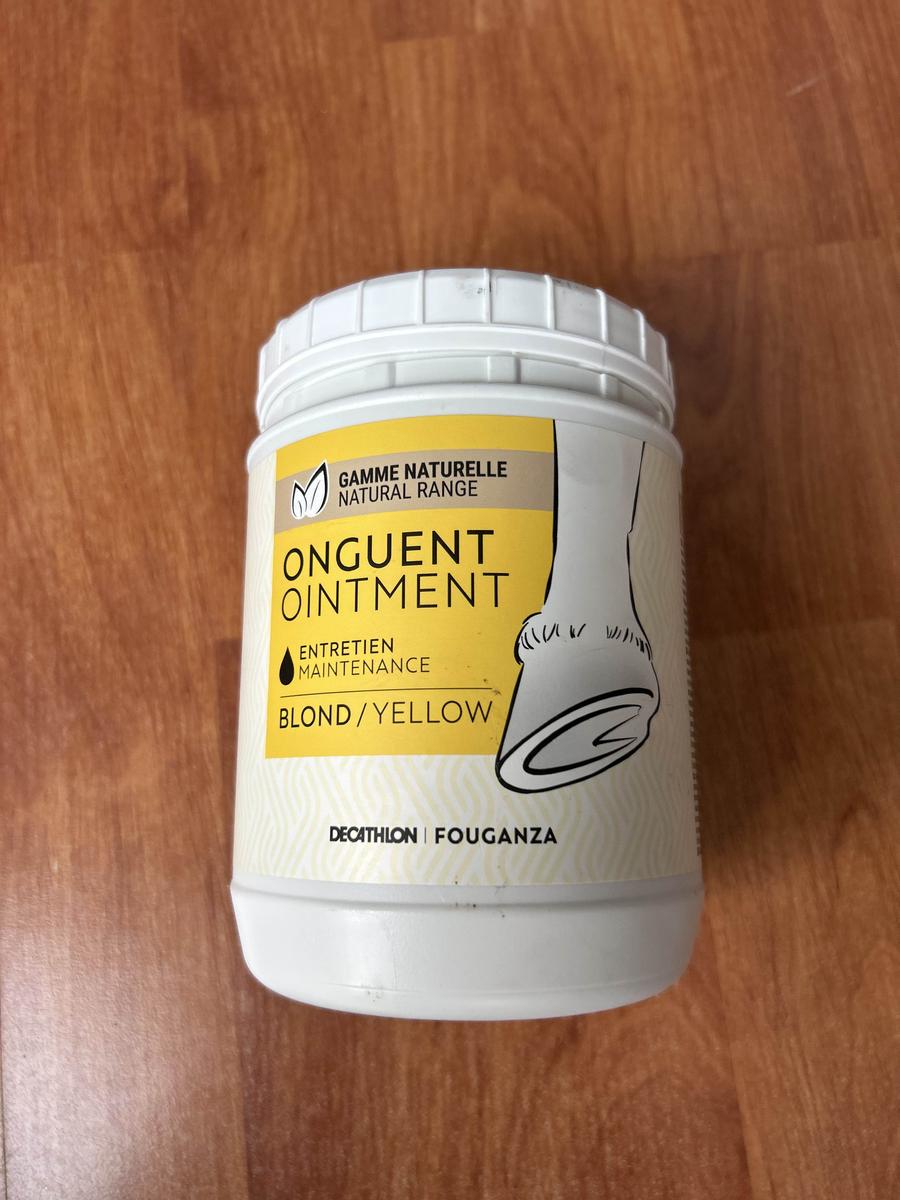 GAMME NATURELLE
NATURAL RANGE
ONGUENT
OINTMENT
ENTRETIEN
MAINTENANCE
BLOND / YELLOW
DECATHLON | FOUGANZA